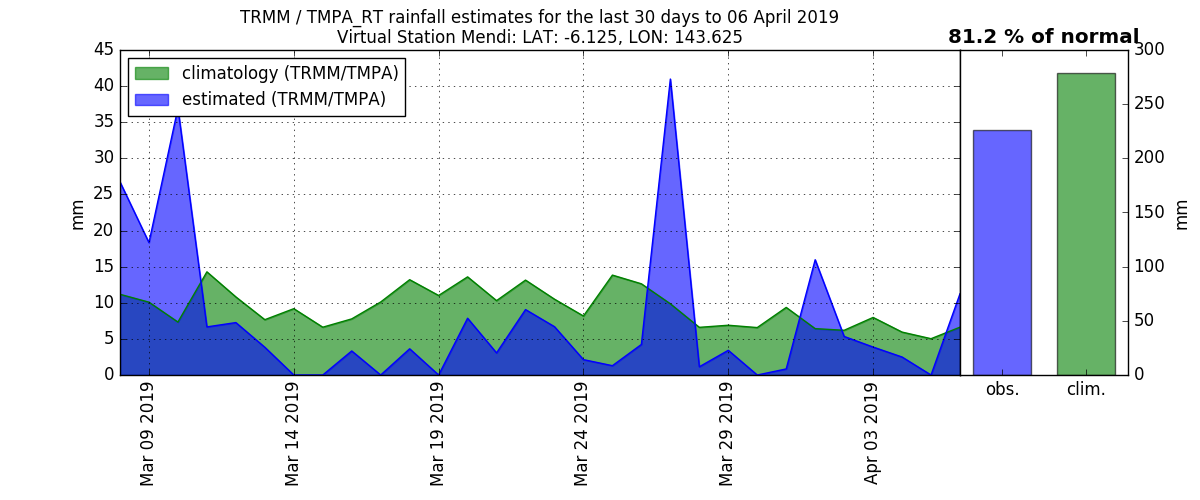 TRMM / TMPA_RT rainfall estimates for the last 30 days to 06 April 2019
Virtual Station Mendi: LAT: -6.125, LON: 143.625
81.2 % of normal
climatology (TRMM/TMPA)
estimated (TRMM/TMPA)
45
40
35
30
25
20
15
10
5
0
mm
Mar 09 2019
Mar 14 2019
Mar 19 2019
Mar 24 2019
Mar 29 2019
Apr 03 2019
obs.
clim.
300
250
200
150
100
50
0
mm